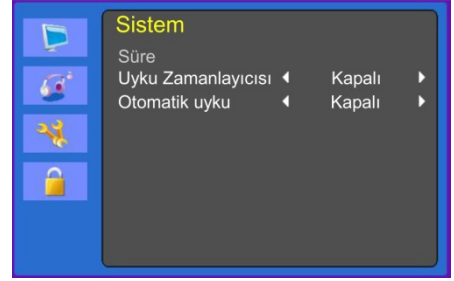 Sistem
Süre
Uyku Zamanlayıcısı Kapalı
Otomatik uyku Kapalı